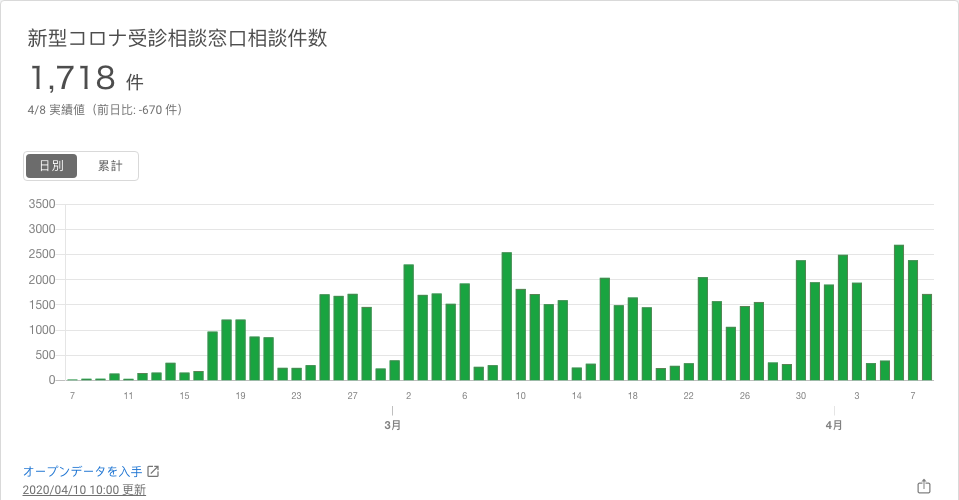 新型コロナ受診相談窓口相談件数
1,718 件
4/8 実績値（前日比: -670 件）
日別 累計
3500
3000
2500
2000
1500
1000
500
0
7 11 15 19 23 27 2 6 10 14 18 22 26 30 3 7
3月 4月
オープンデータを入手
2020/04/10 10:00 更新